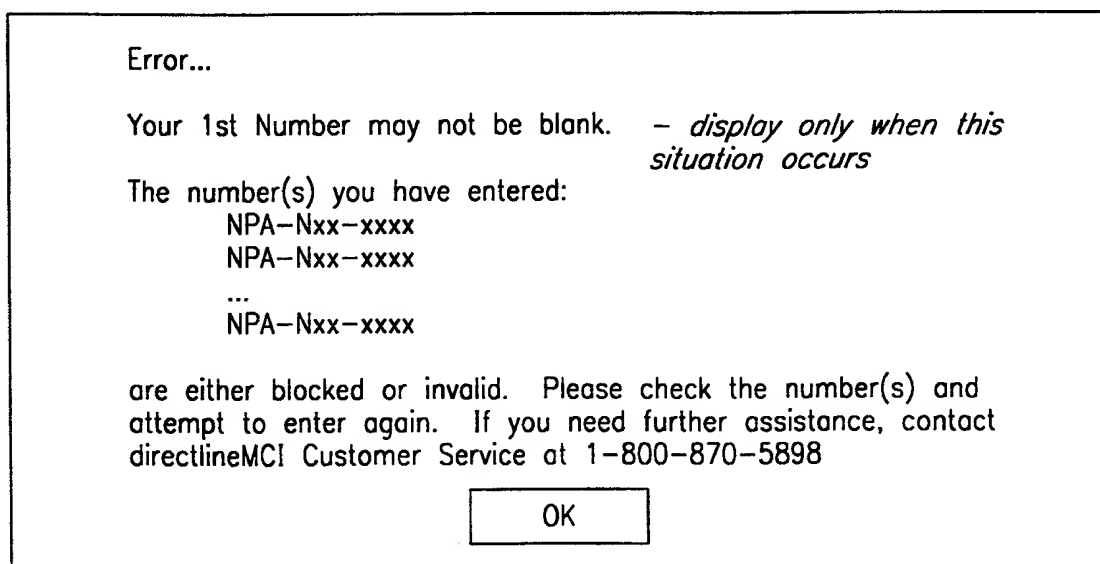 Error...
Your 1st Number may not be blank. – display only when this
situation occurs
The number(s) you have entered:
NPA–Nxx–xxxx
NPA–Nxx–xxxx
...
NPA–Nxx–xxxx
are either blocked or invalid. Please check the number(s) and
attempt to enter again. If you need further assistance, contact
directlineMCI Customer Service at 1–800–870–5898
OK